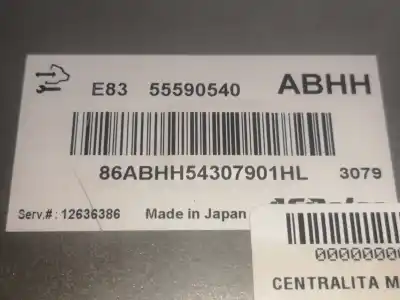 E83 55590540 ABHH
86ABHH54307901HL 3079
Serv.#: 12636386 Made in Japan
CENTRALITA